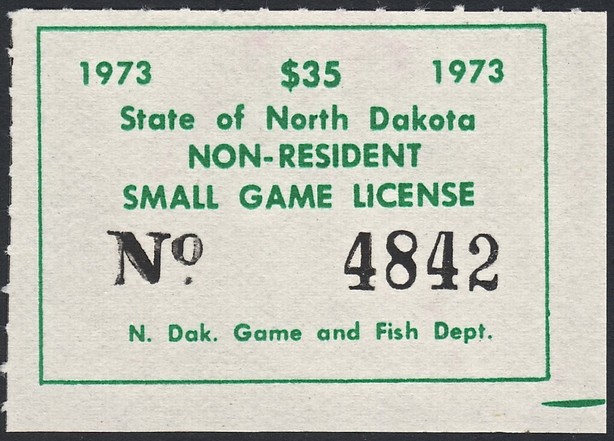 1973 $35 1973
State of North Dakota
NON-RESIDENT
SMALL GAME LICENSE
No 4842
N. Dak. Game and Fish Dept.